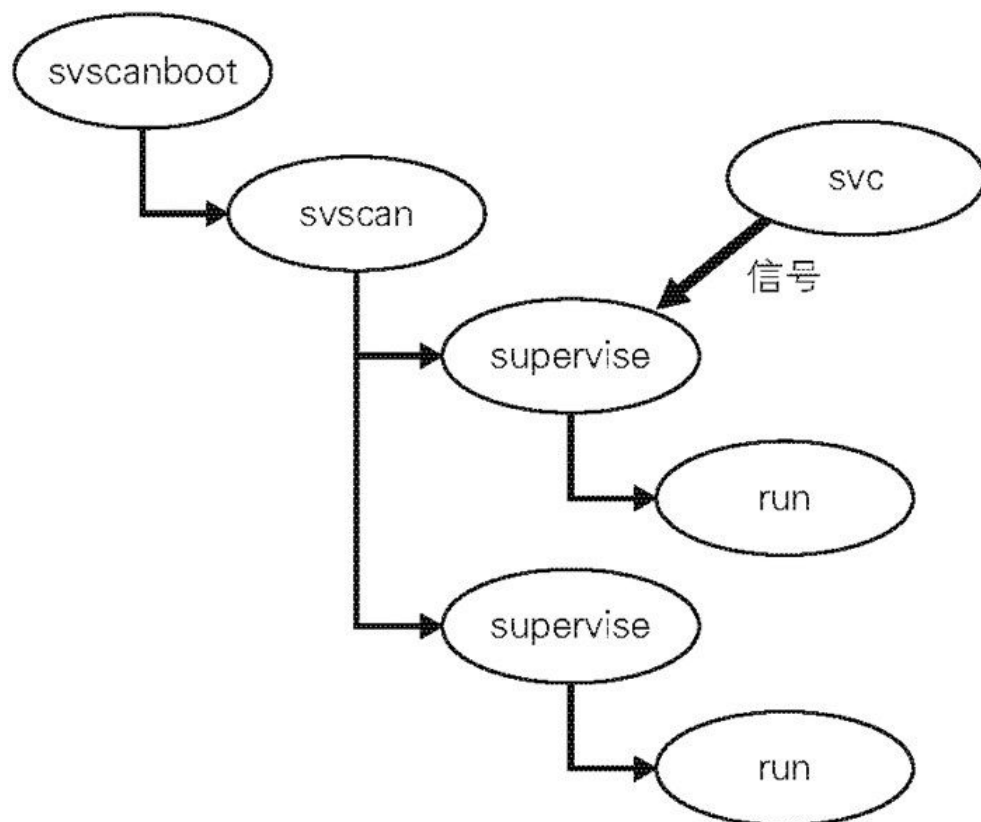 svscanboot
svc
svscan
信号
supervise
run
supervise
run